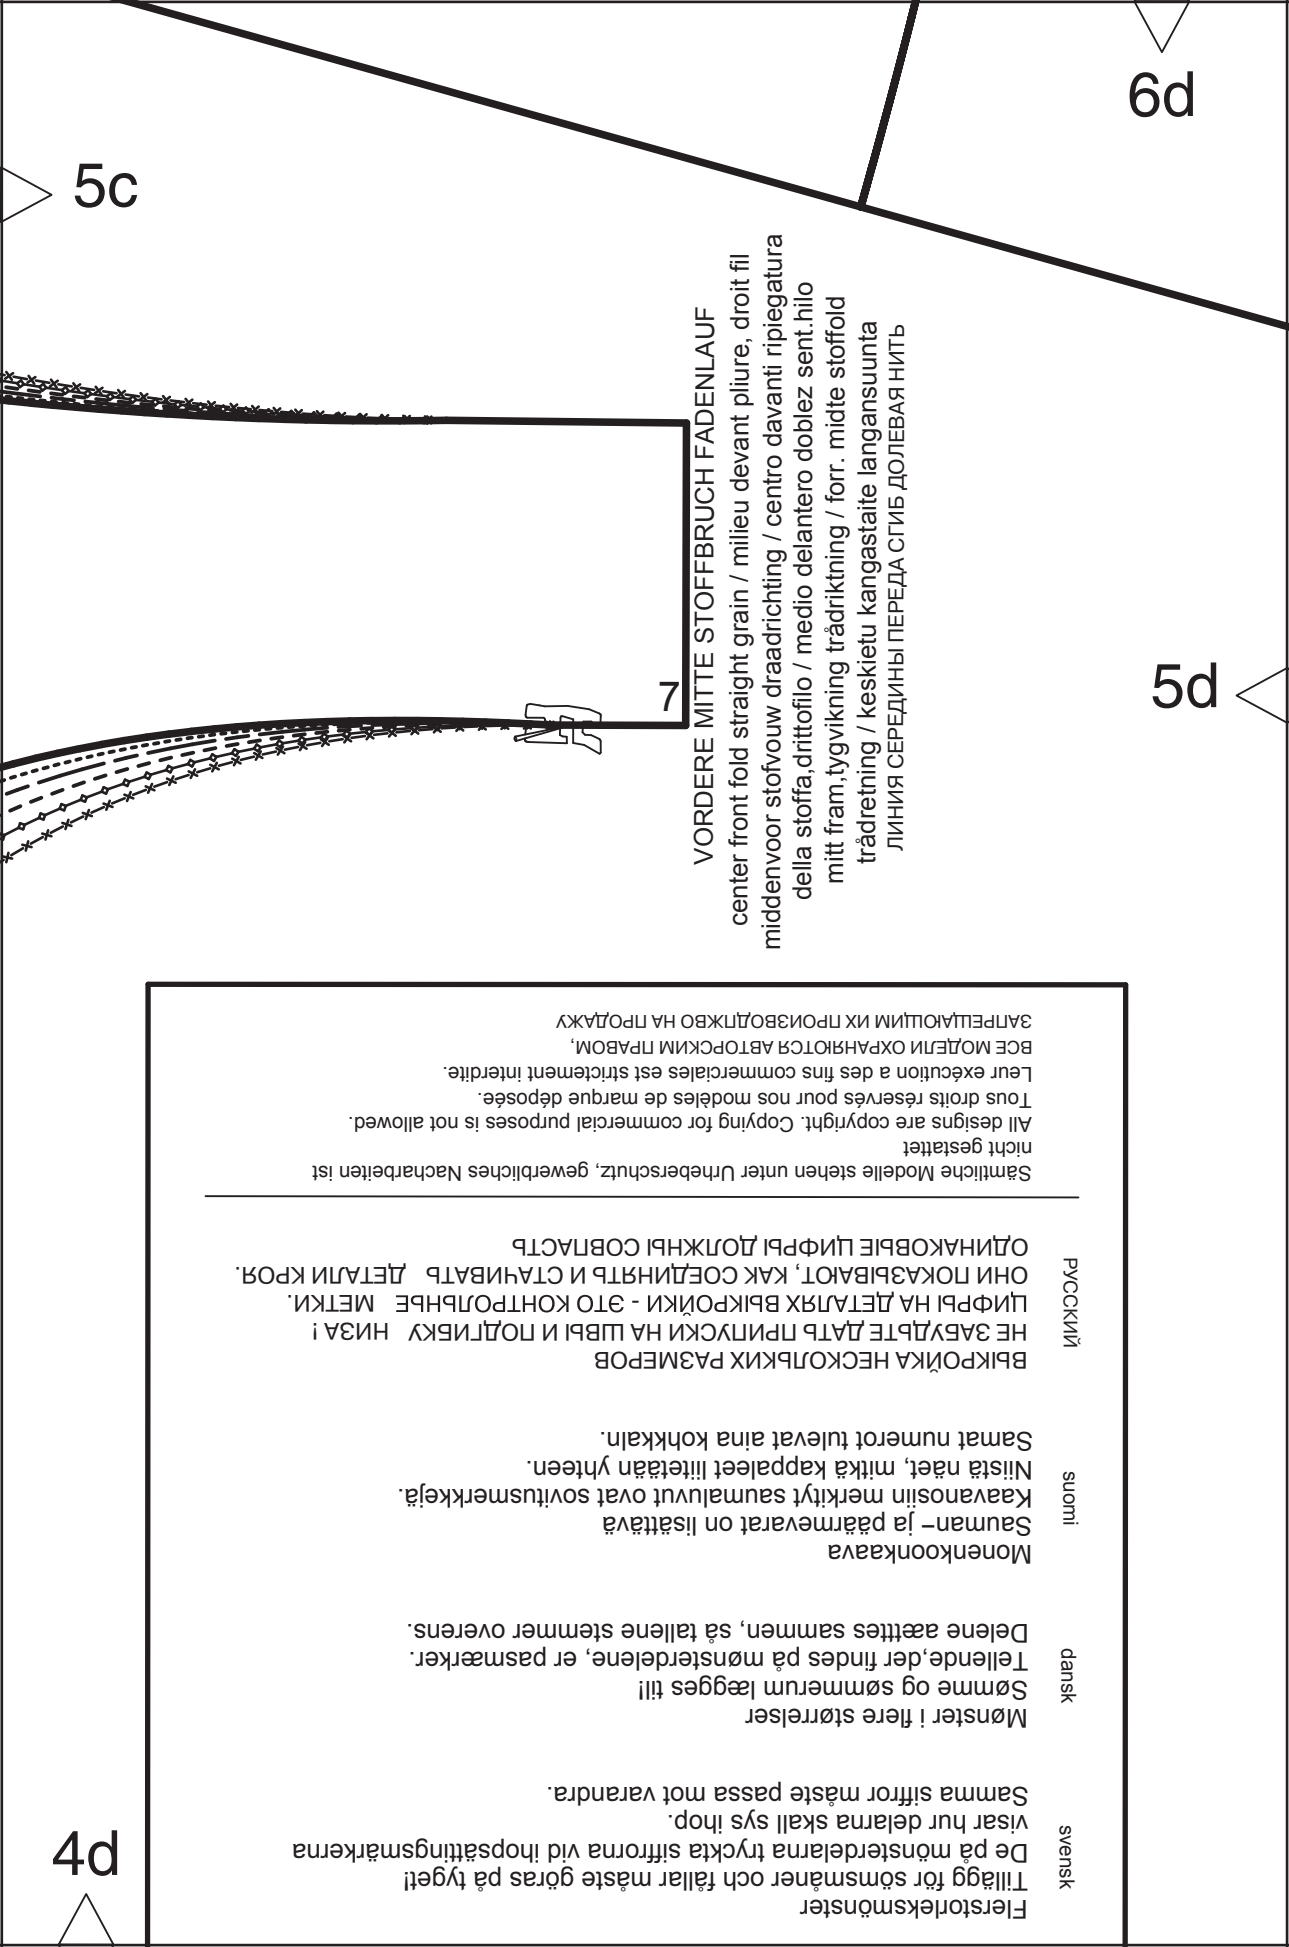 6d
5c
5d
7
VORDERE MITTE STOFFBRUCH FADENLAUF
center front fold straight grain / milieu devant pliure, droit fil
middenvoor stofvouw draadrichting / centro davanti ripiegatura
della stoffa,drittofilo / medio delantero doblez sent.hilo
mitt fram,tygvikning trådriktning / forr. midte stoffold
trådretning / keskietu kangastaite langansuunta
ЛИНИЯ СЕРЕДИНЫ ПЕРЕДА СГИБ ДОЛЕВАЯ НИТЬ
4d
svensk
Flerstorleksmönster
Tillägg för sömsmåner och fållar måste göras på tyget!
De på mönsterdelarna tryckta siffrorna vid ihopsättingsmärkerna
visar hur delarna skall sys ihop.
Samma siffror måste passa mot varandra.
dansk
Mønster i flere størrelser
Sømme og sømmerum lægges til!
Tellende,der findes på mønsterdelene, er pasmærker.
Delene aætttes sammen, så tallene stemmer overens.
suomi
Monenkoonkaava
Sauman– ja päärmevarat on lisättävä
Kaavanosiin merkityt saumaluvut ovat sovitusmerkkejä.
Niistä näet, mitkä kappaleet liitetään yhteen.
Samat numerot tulevat aina kohkkaln.
РУССКИЙ
ВЫКРОЙКА НЕСКОЛЬКИХ РАЗМЕРОВ
НЕ ЗАБУДЬТЕ ДАТЬ ПРИПУСКИ НА ШВЫ И ПОДГИБКУ НИЗА !
ЦИФРЫ НА ДЕТАЛЯХ ВЫКРОЙКИ - ЭТО КОНТРОЛЬНЬЕ МЕТКИ.
ОНИ ПОКАЗЫВАЮТ, КАК СОЕДИНЯТЬ И СТАЧИВАТЬ ДЕТАЛИ КРОЯ.
ОДИНАКОВЫЕ ЦИФРЫ ДОЛЖНЫ СОВПАСТЬ
Sämtliche Modelle stehen unter Urheberschutz, gewerbliches Nacharbeiten ist
nicht gestattet
All designs are copyright. Copying for commercial purposes is not allowed.
Tous droits réservés pour nos modèles de marque déposée.
Leur exécution a des fins commerciales est strictement interdite.
ВСЕ МОДЕЛИ ОХРАНЯЮТСЯ АВТОРСКИМ ПРАВОМ,
ЗАПРЕЩАЮЩИМ ИХ ПРОИЗВОДПЖВО НА ПРОДАЖУ